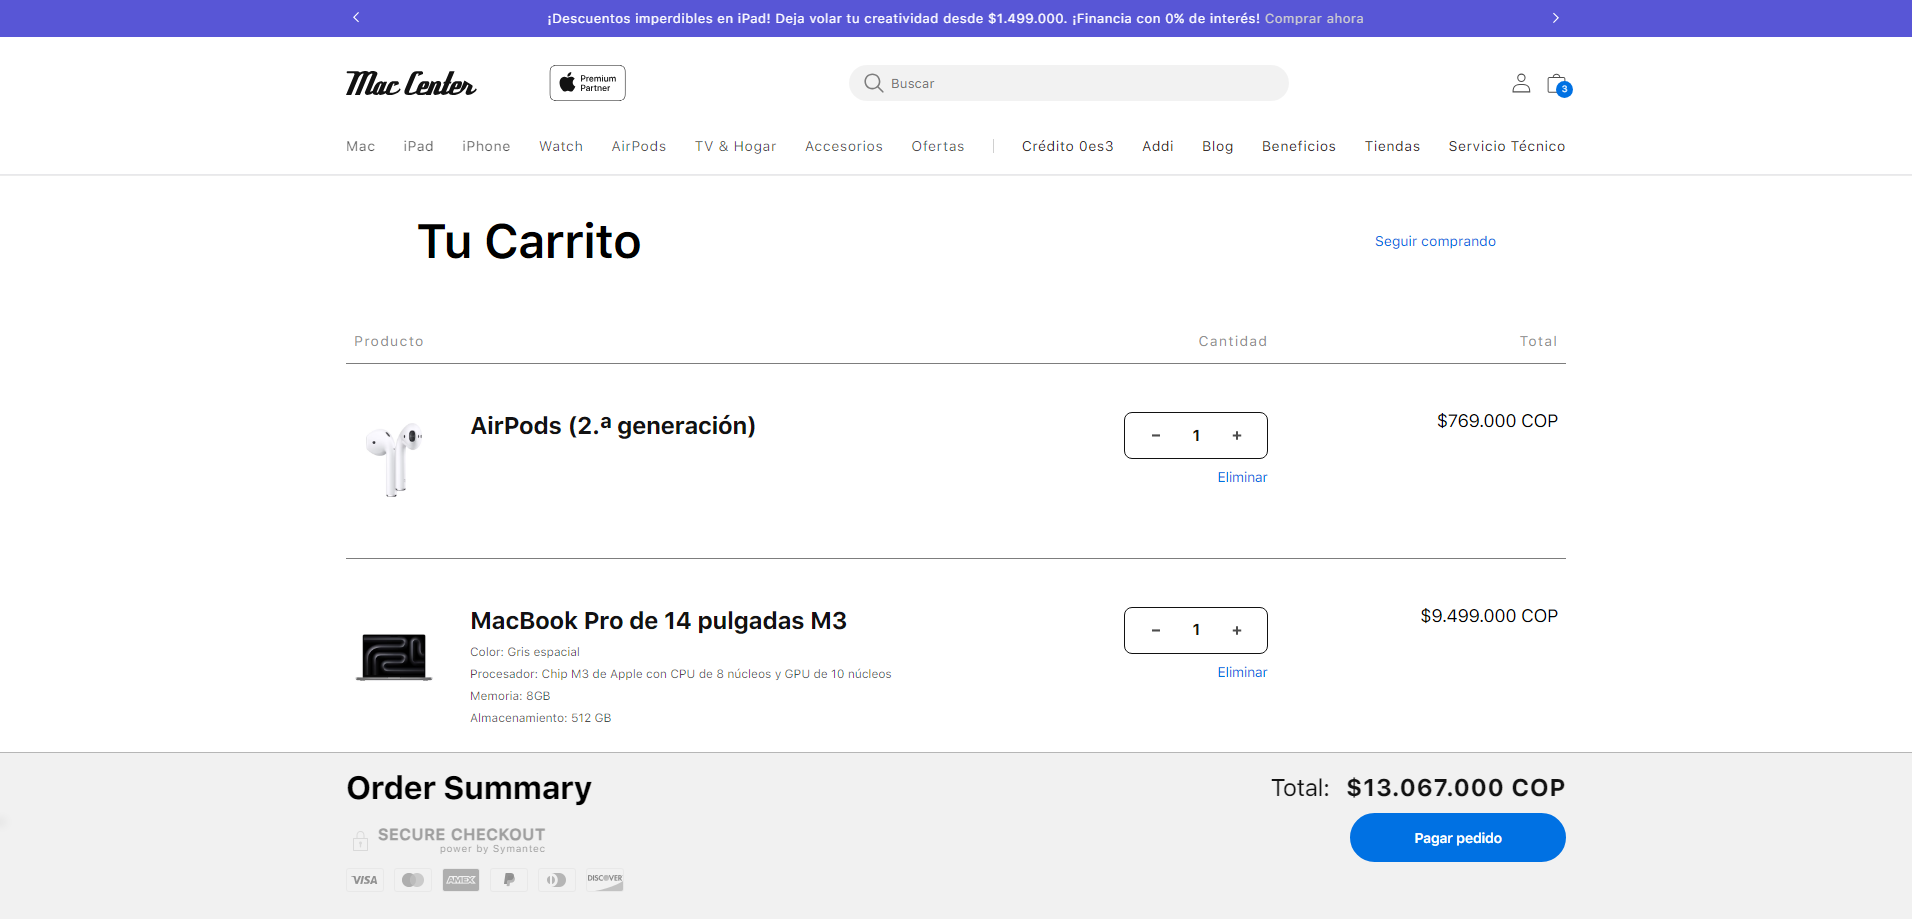 ¡Descuentos imperdibles en iPad! Deja volar tu creatividad desde $1.499.000. ¡Financia con 0% de interés! Comprar ahora
Mac Center
Premium
Partner
Buscar
3
Mac iPad iPhone Watch AirPods TV & Hogar Accesorios Ofertas Crédito 0es3 Addi Blog Beneficios Tiendas Servicio Técnico
Tu Carrito
Seguir comprando
Producto Cantidad Total
AirPods (2.ª generación)
− 1 +
$769.000 COP
Eliminar
MacBook Pro de 14 pulgadas M3
− 1 +
$9.499.000 COP
Color: Gris espacial
Procesador: Chip M3 de Apple con CPU de 8 núcleos y GPU de 10 núcleos
Eliminar
Memoria: 8GB
Almacenamiento: 512 GB
Order Summary
Total: $13.067.000 COP
SECURE CHECKOUT
power by Symantec
Pagar pedido
VISA
AMEX
DISCOVER